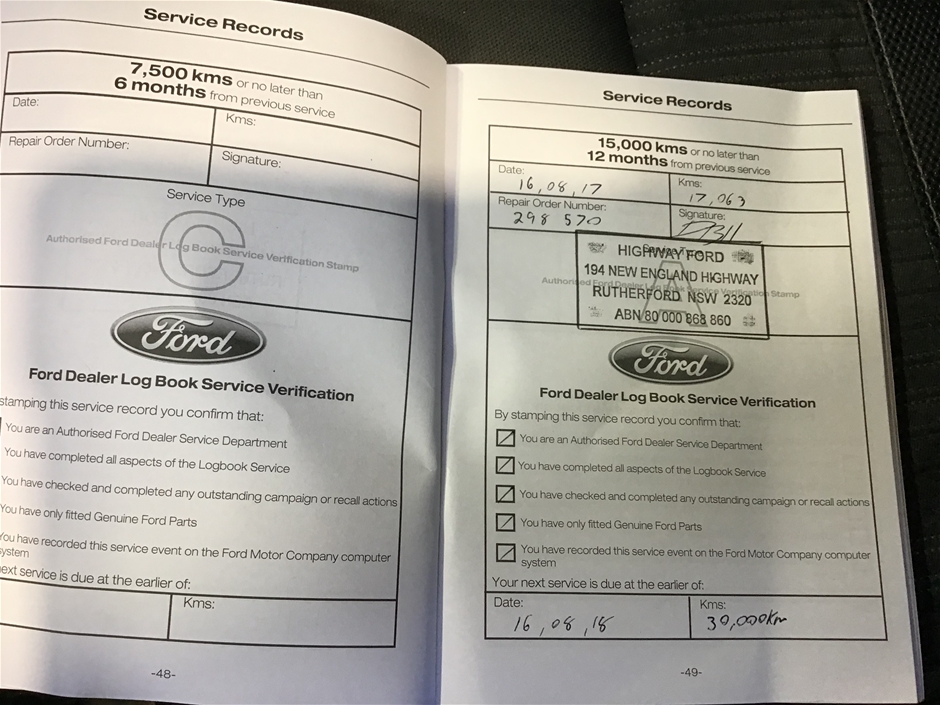 Service Records
7,500 kms or no later than
6 months from previous service
Date:
Kms:
Repair Order Number:
Signature:
Service Type
C
Authorised Ford Dealer Log Book Service Verification Stamp
Ford
Ford Dealer Log Book Service Verification
stamping this service record you confirm that:
You are an Authorised Ford Dealer Service Department
You have completed all aspects of the Logbook Service
You have checked and completed any outstanding campaign or recall actions
You have only fitted Genuine Ford Parts
You have recorded this service event on the Ford Motor Company computer
system
next service is due at the earlier of:
Kms:
-48-
Service Records
15,000 kms or no later than
12 months from previous service
Date:
16,08,17
Kms:
17,063
Repair Order Number:
298 570
Signature:
Service Type
A
Authorised Ford Dealer Log Book Service Verification Stamp
HIGHWAY FORD
194 NEW ENGLAND HIGHWAY
RUTHERFORD NSW 2320
ABN 80 000 868 860
Ford
Ford Dealer Log Book Service Verification
By stamping this service record you confirm that:
You are an Authorised Ford Dealer Service Department
You have completed all aspects of the Logbook Service
You have checked and completed any outstanding campaign or recall actions
You have only fitted Genuine Ford Parts
You have recorded this service event on the Ford Motor Company computer
system
Your next service is due at the earlier of:
Date:
16,08,18
Kms:
30,000Km
-49-